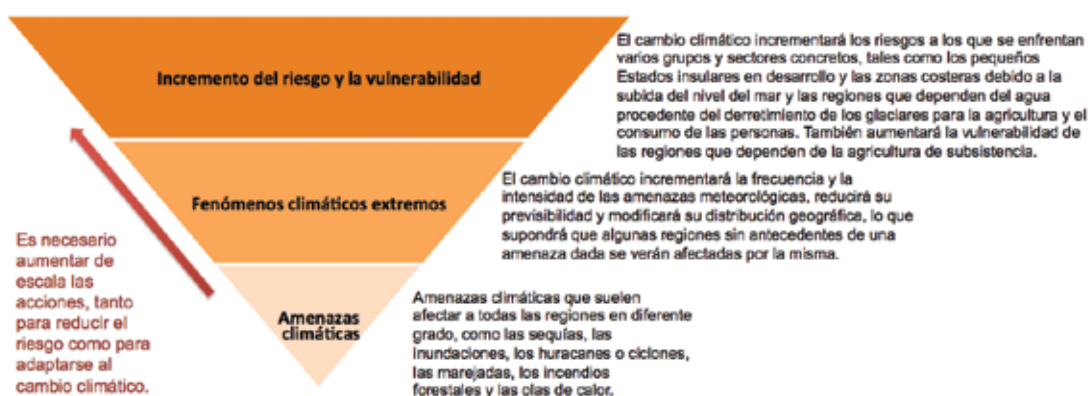 Incremento del riesgo y la vulnerabilidad
El cambio climático incrementará los riesgos a los que se enfrentan
varios grupos y sectores concretos, tales como los pequeños
Estados insulares en desarrollo y las zonas costeras debido a la
subida del nivel del mar y las regiones que dependen del agua
procedente del derretimiento de los glaciares para la agricultura y el
consumo de las personas. También aumentará la vulnerabilidad de
las regiones que dependen de la agricultura de subsistencia.
Fenómenos climáticos extremos
El cambio climático incrementará la frecuencia y la
intensidad de las amenazas meteorológicas, reducirá su
previsibilidad y modificará su distribución geográfica, lo que
supondrá que algunas regiones sin antecedentes de una
amenaza dada se verán afectadas por la misma.
Es necesario
aumentar de
escala las
acciones, tanto
para reducir el
riesgo como para
adaptarse al
cambio climático.
Amenazas
climáticas
Amenazas climáticas que suelen
afectar a todas las regiones en diferente
grado, como las sequías, las
inundaciones, los huracanes o ciclones,
las marejadas, los incendios
forestales y las olas de calor.